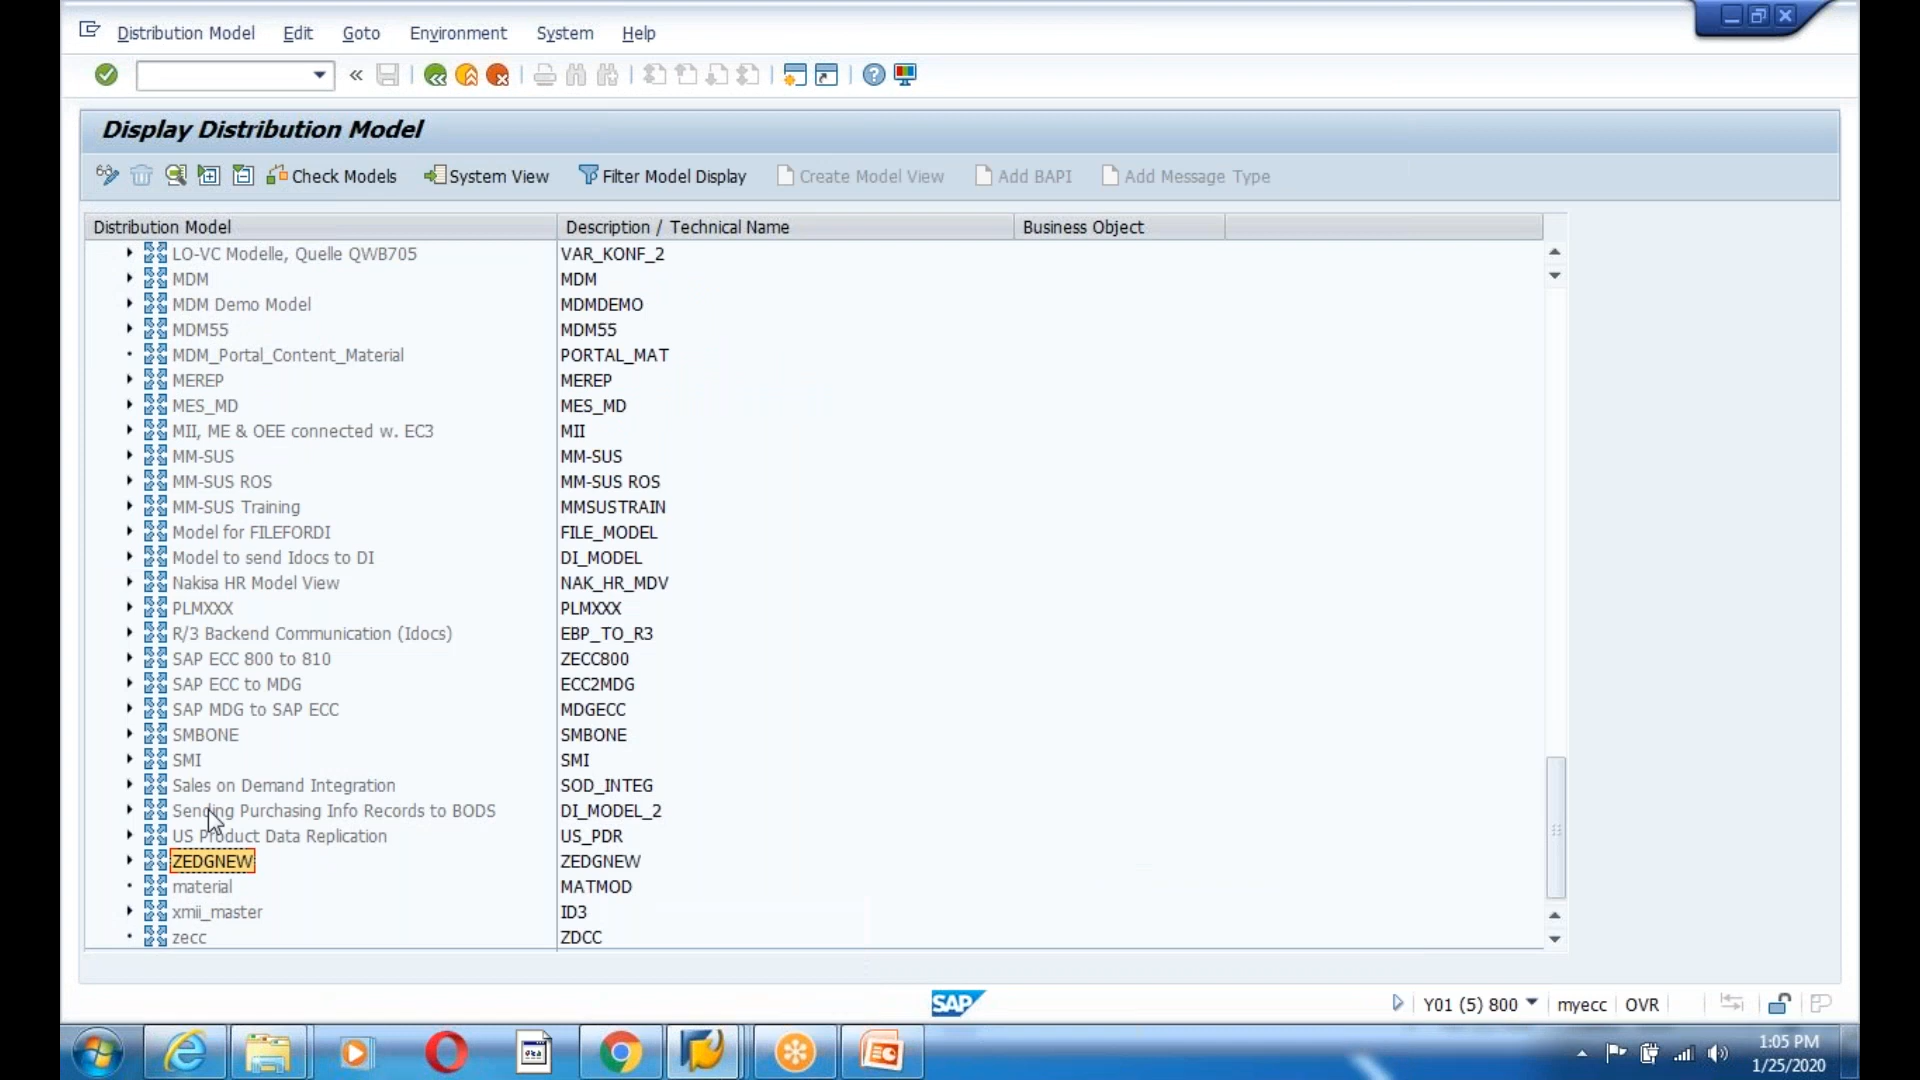 Distribution Model Edit Goto Environment System Help
Display Distribution Model
Check Models System View Filter Model Display Create Model View Add BAPI Add Message Type
Distribution Model Description / Technical Name Business Object
LO-VC Modelle, Quelle QWB705 VAR_KONF_2
MDM MDM
MDM Demo Model MDMDEMO
MDM55 MDM55
MDM_Portal_Content_Material PORTAL_MAT
MEREP MEREP
MES_MD MES_MD
MII, ME & OEE connected w. EC3 MII
MM-SUS MM-SUS
MM-SUS ROS MM-SUS ROS
MM-SUS Training MMSUSTRAIN
Model for FILEFORDI FILE_MODEL
Model to send Idocs to DI DI_MODEL
Nakisa HR Model View NAK_HR_MDV
PLMXXX PLMXXX
R/3 Backend Communication (Idocs) EBP_TO_R3
SAP ECC 800 to 810 ZECC800
SAP ECC to MDG ECC2MDG
SAP MDG to SAP ECC MDGECC
SMBONE SMBONE
SMI SMI
Sales on Demand Integration SOD_INTEG
Sending Purchasing Info Records to BODS DI_MODEL_2
US Product Data Replication US_PDR
ZEDGNEW ZEDGNEW
material MATMOD
xmii_master ID3
zecc ZDCC
SAP Y01 (5) 800 myecc OVR
1:05 PM
1/25/2020